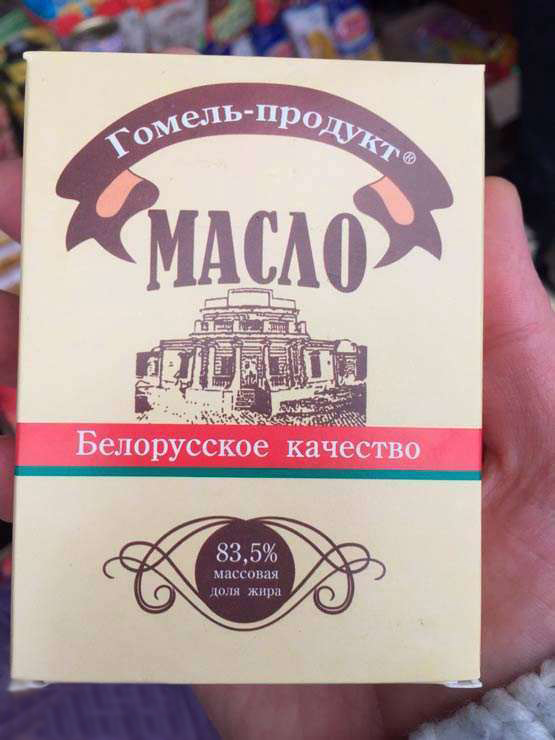 Гомель-продукт®
МАСЛО
Белорусское качество
83,5%
массовая
доля жира